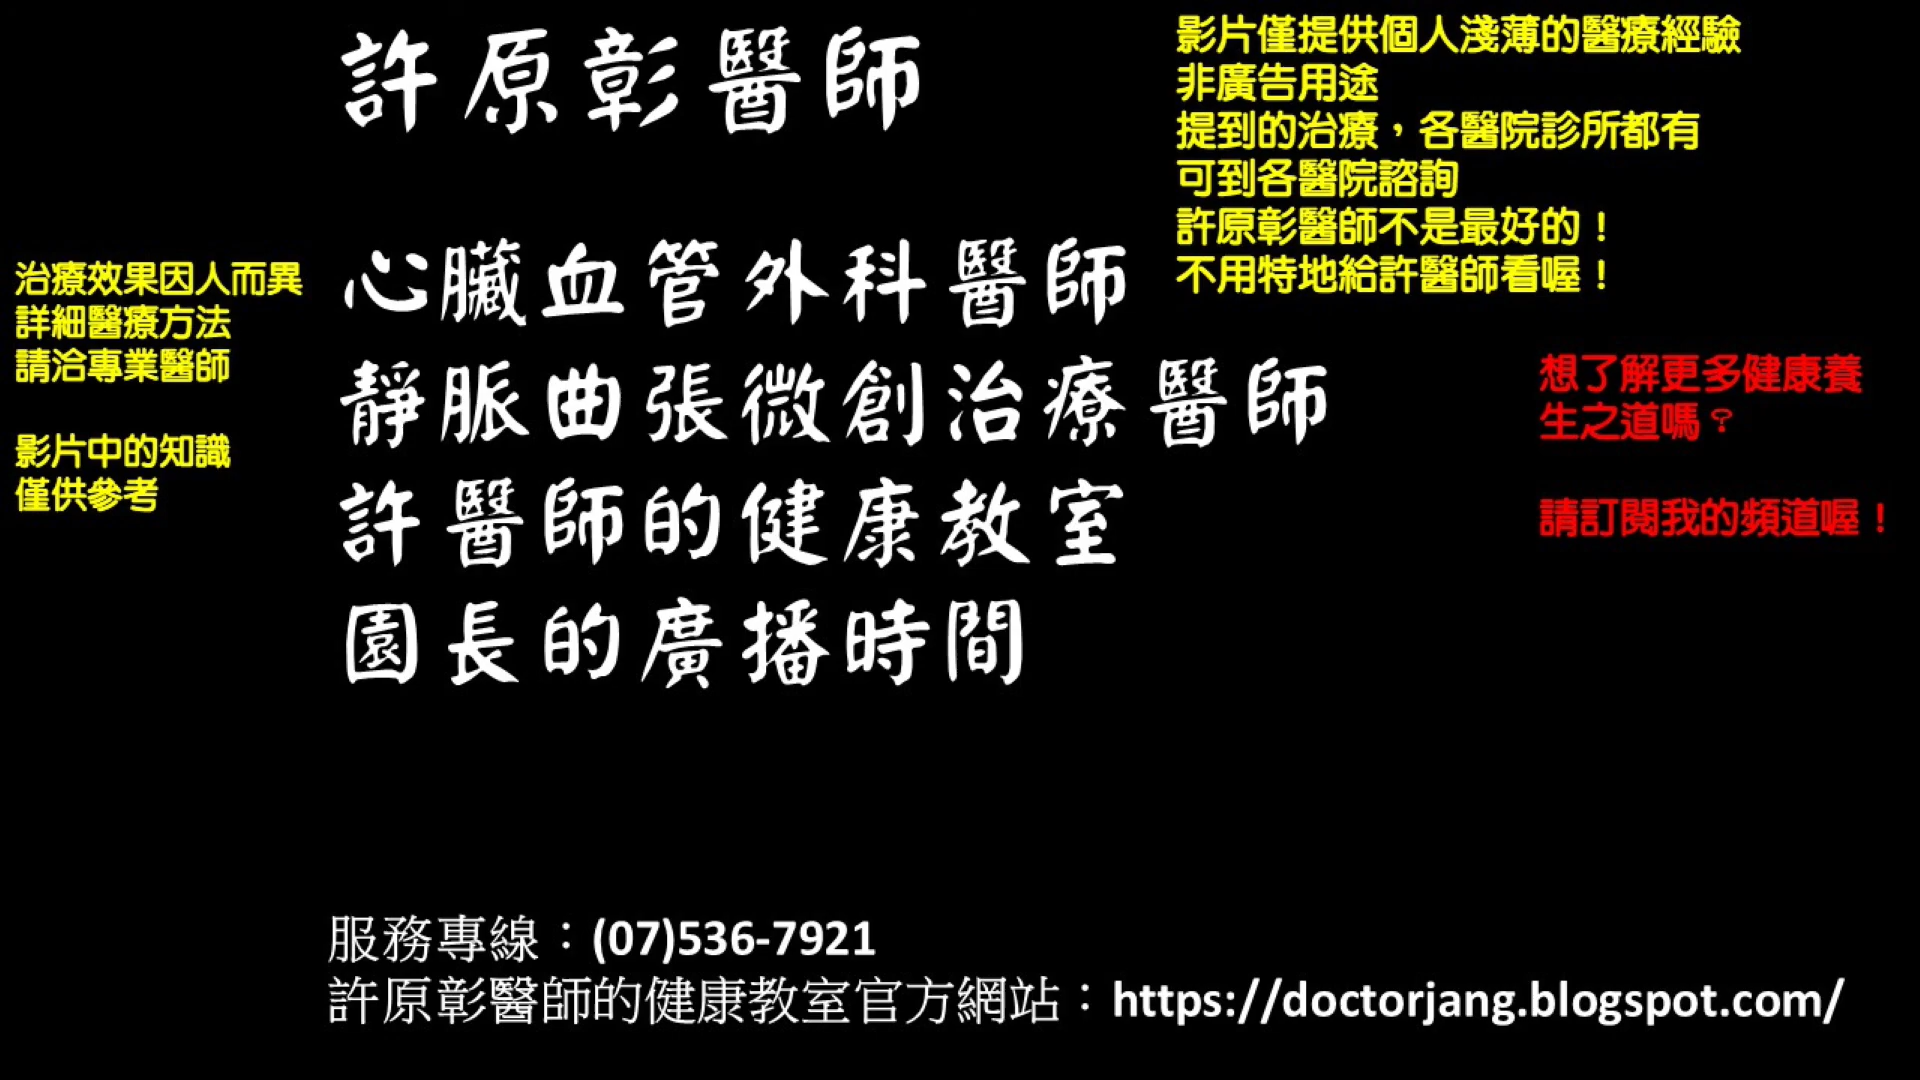 許原彰醫師
影片僅提供個人淺薄的醫療經驗
非廣告用途
提到的治療，各醫院診所都有
可到各醫院諮詢
許原彰醫師不是最好的！
不用特地給許醫師看喔！
治療效果因人而異
詳細醫療方法
請洽專業醫師
影片中的知識
僅供參考
心臟血管外科醫師
靜脈曲張微創治療醫師
許醫師的健康教室
園長的廣播時間
想了解更多健康養
生之道嗎？
請訂閱我的頻道喔！
服務專線：(07)536-7921
許原彰醫師的健康教室官方網站：https://doctorjang.blogspot.com/